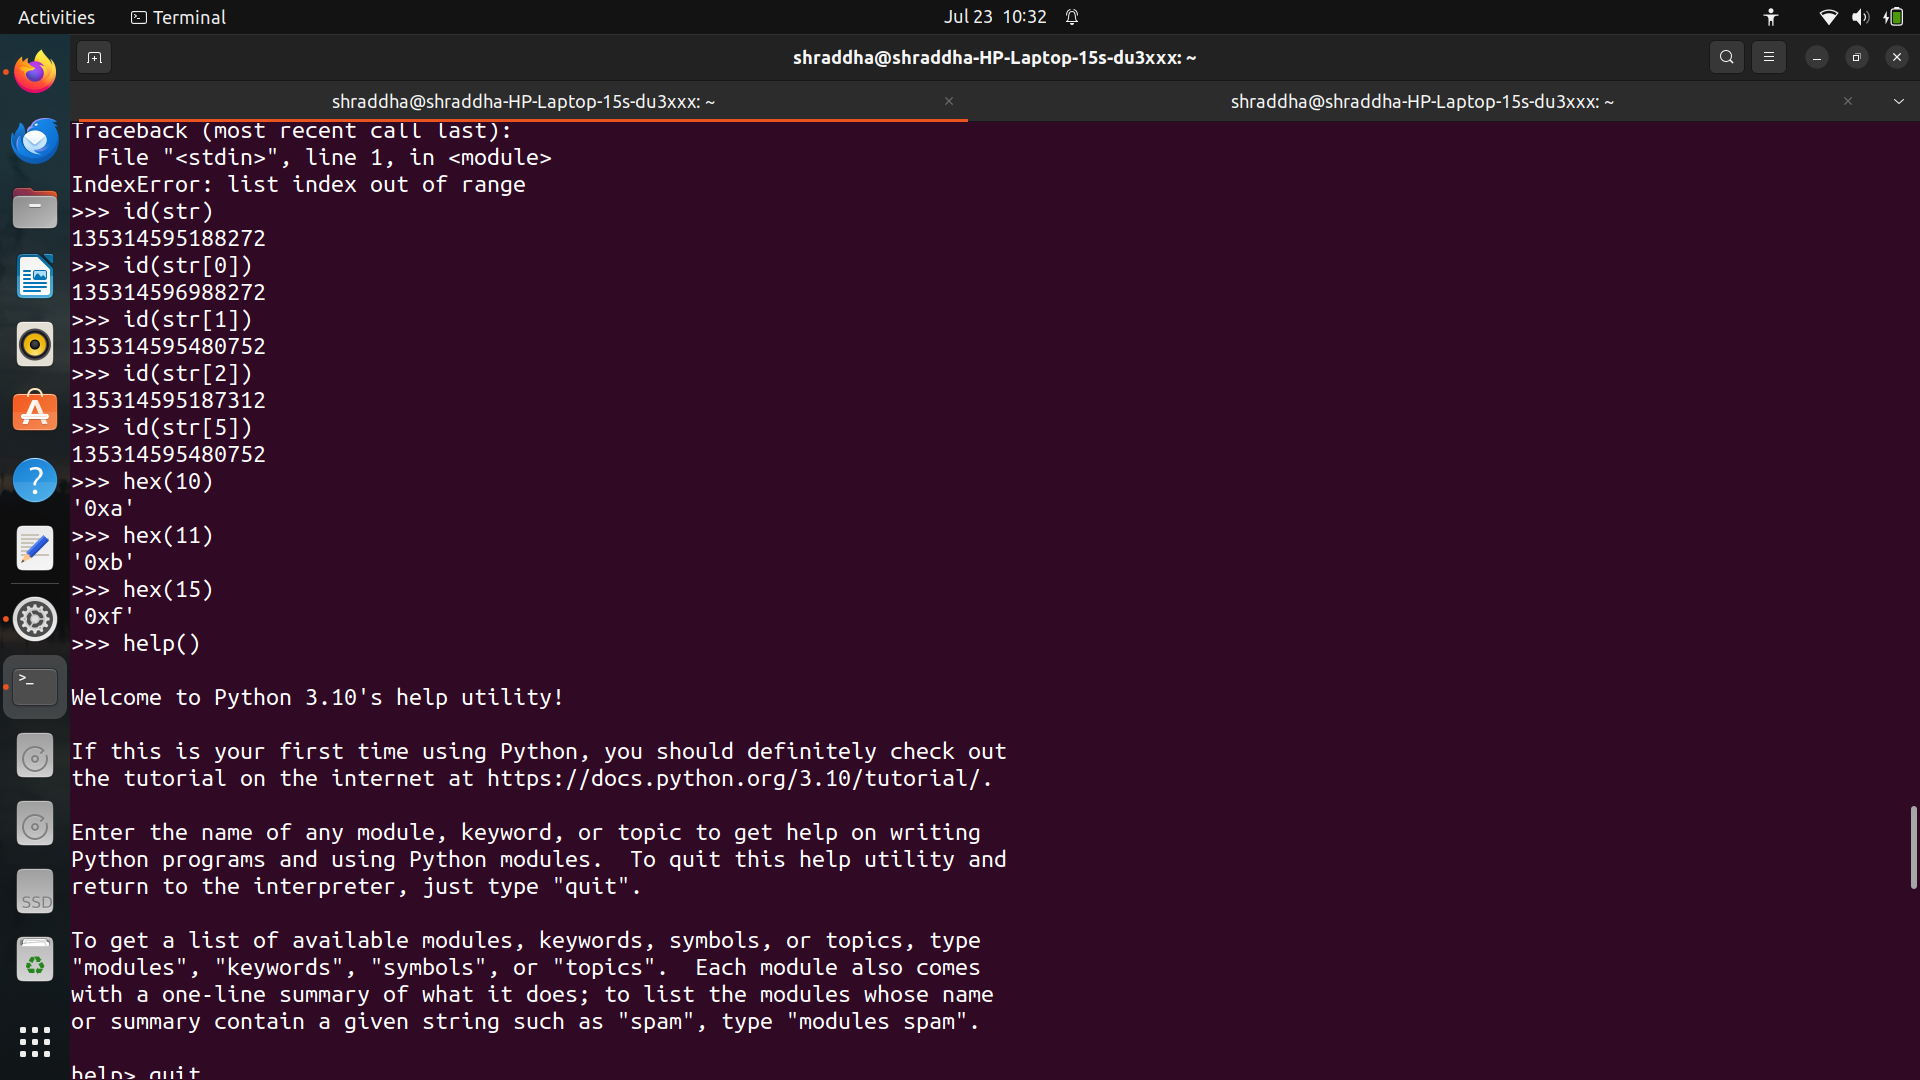 Activities
Terminal
Jul 23 10:32
shraddha@shraddha-HP-Laptop-15s-du3xxx: ~
shraddha@shraddha-HP-Laptop-15s-du3xxx: ~
shraddha@shraddha-HP-Laptop-15s-du3xxx: ~
Traceback (most recent call last):
  File "<stdin>", line 1, in <module>
IndexError: list index out of range
>>> id(str)
135314595188272
>>> id(str[0])
135314596988272
>>> id(str[1])
135314595480752
>>> id(str[2])
135314595187312
>>> id(str[5])
135314595480752
>>> hex(10)
'0xa'
>>> hex(11)
'0xb'
>>> hex(15)
'0xf'
>>> help()
Welcome to Python 3.10's help utility!
If this is your first time using Python, you should definitely check out
the tutorial on the internet at https://docs.python.org/3.10/tutorial/.
Enter the name of any module, keyword, or topic to get help on writing
Python programs and using Python modules.  To quit this help utility and
return to the interpreter, just type "quit".
To get a list of available modules, keywords, symbols, or topics, type
"modules", "keywords", "symbols", or "topics".  Each module also comes
with a one-line summary of what it does; to list the modules whose name
or summary contain a given string such as "spam", type "modules spam".
help> quit
SSD